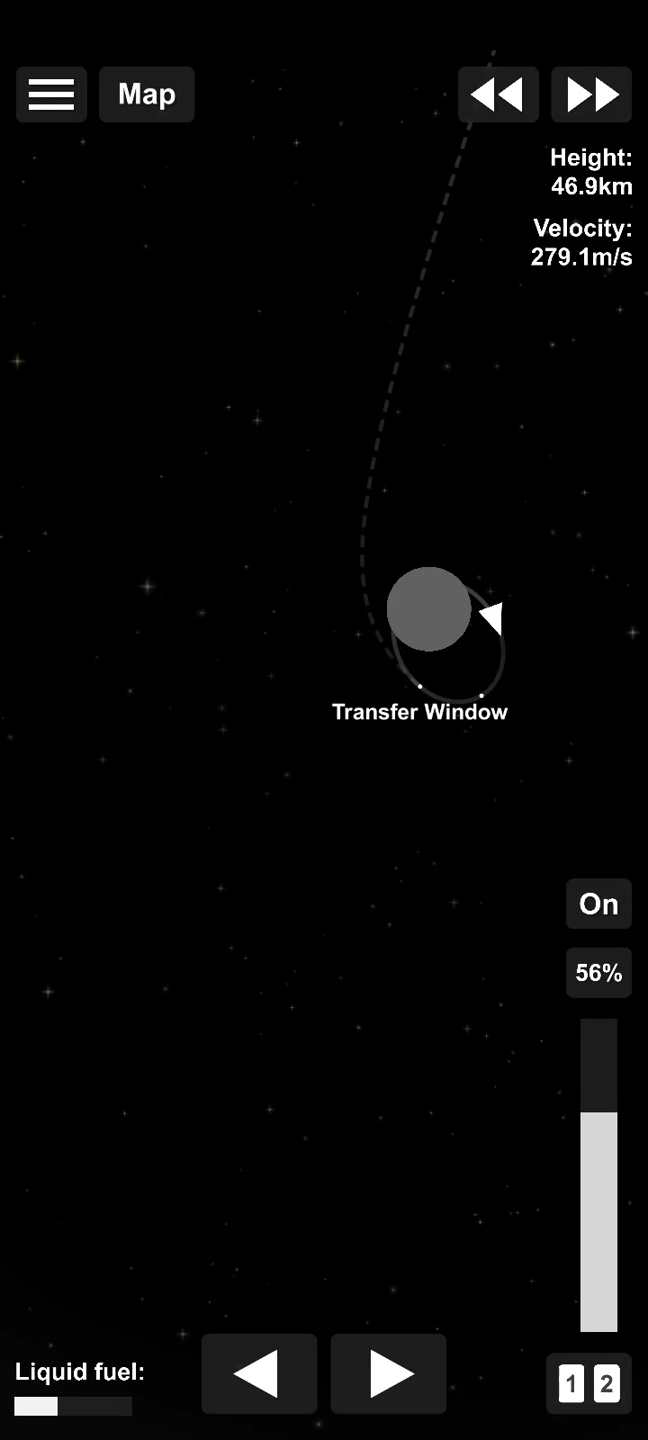 Map
Height:
46.9km
Velocity:
279.1m/s
Transfer Window
On
56%
Liquid fuel:
1 2